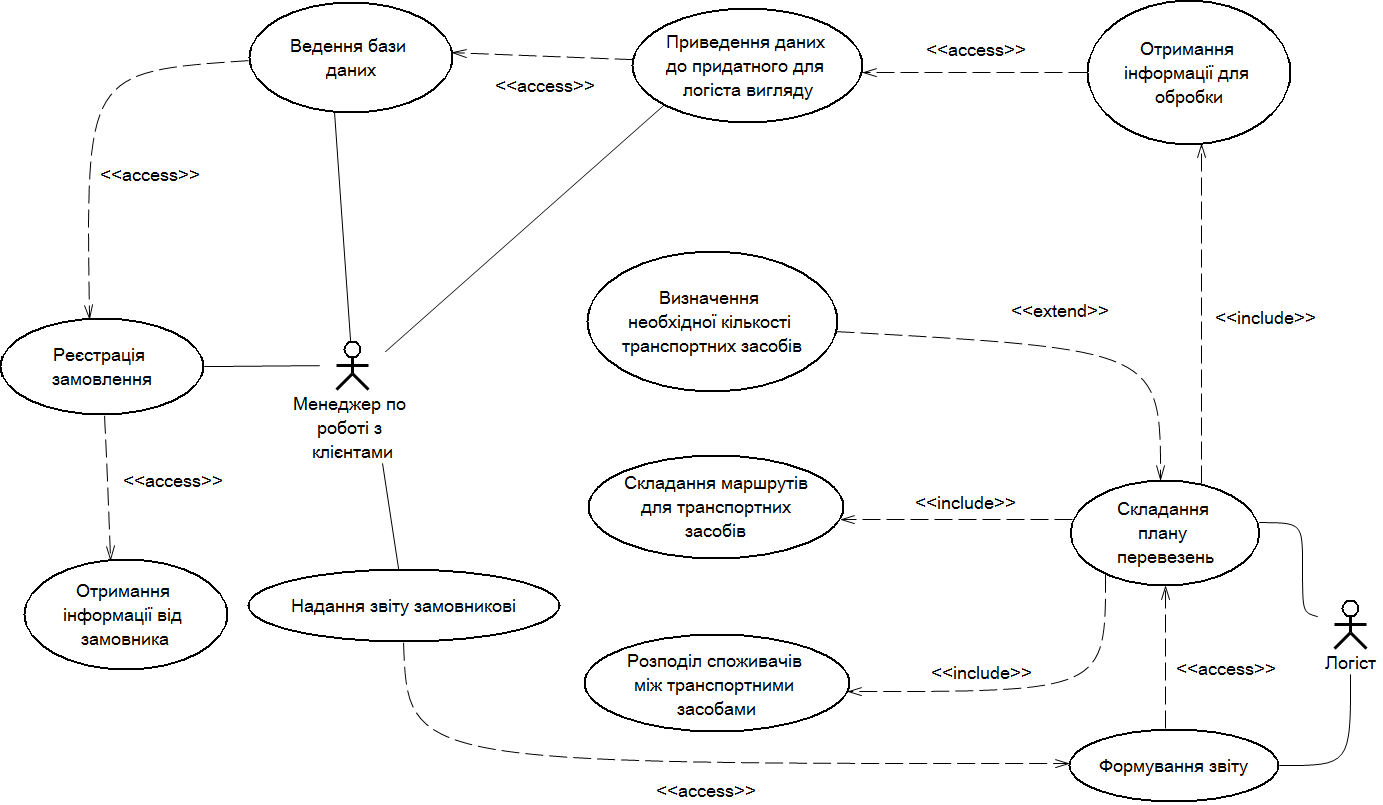 Ведення бази
даних
<<access>>
Приведення даних
до придатного для
логіста вигляду
<<access>>
Отримання
інформації для
обробки
<<access>>
Визначення
необхідної кількості
транспортних засобів
<<extend>>
<<include>>
Реєстрація
замовлення
Менеджер по
роботі з
клієнтами
<<access>>
Складання маршрутів
для транспортних
засобів
<<include>>
Складання
плану
перевезень
Отримання
інформації від
замовника
Надання звіту замовникові
Розподіл споживачів
між транспортними
засобами
<<include>>
<<access>>
Логіст
Формування звіту
<<access>>